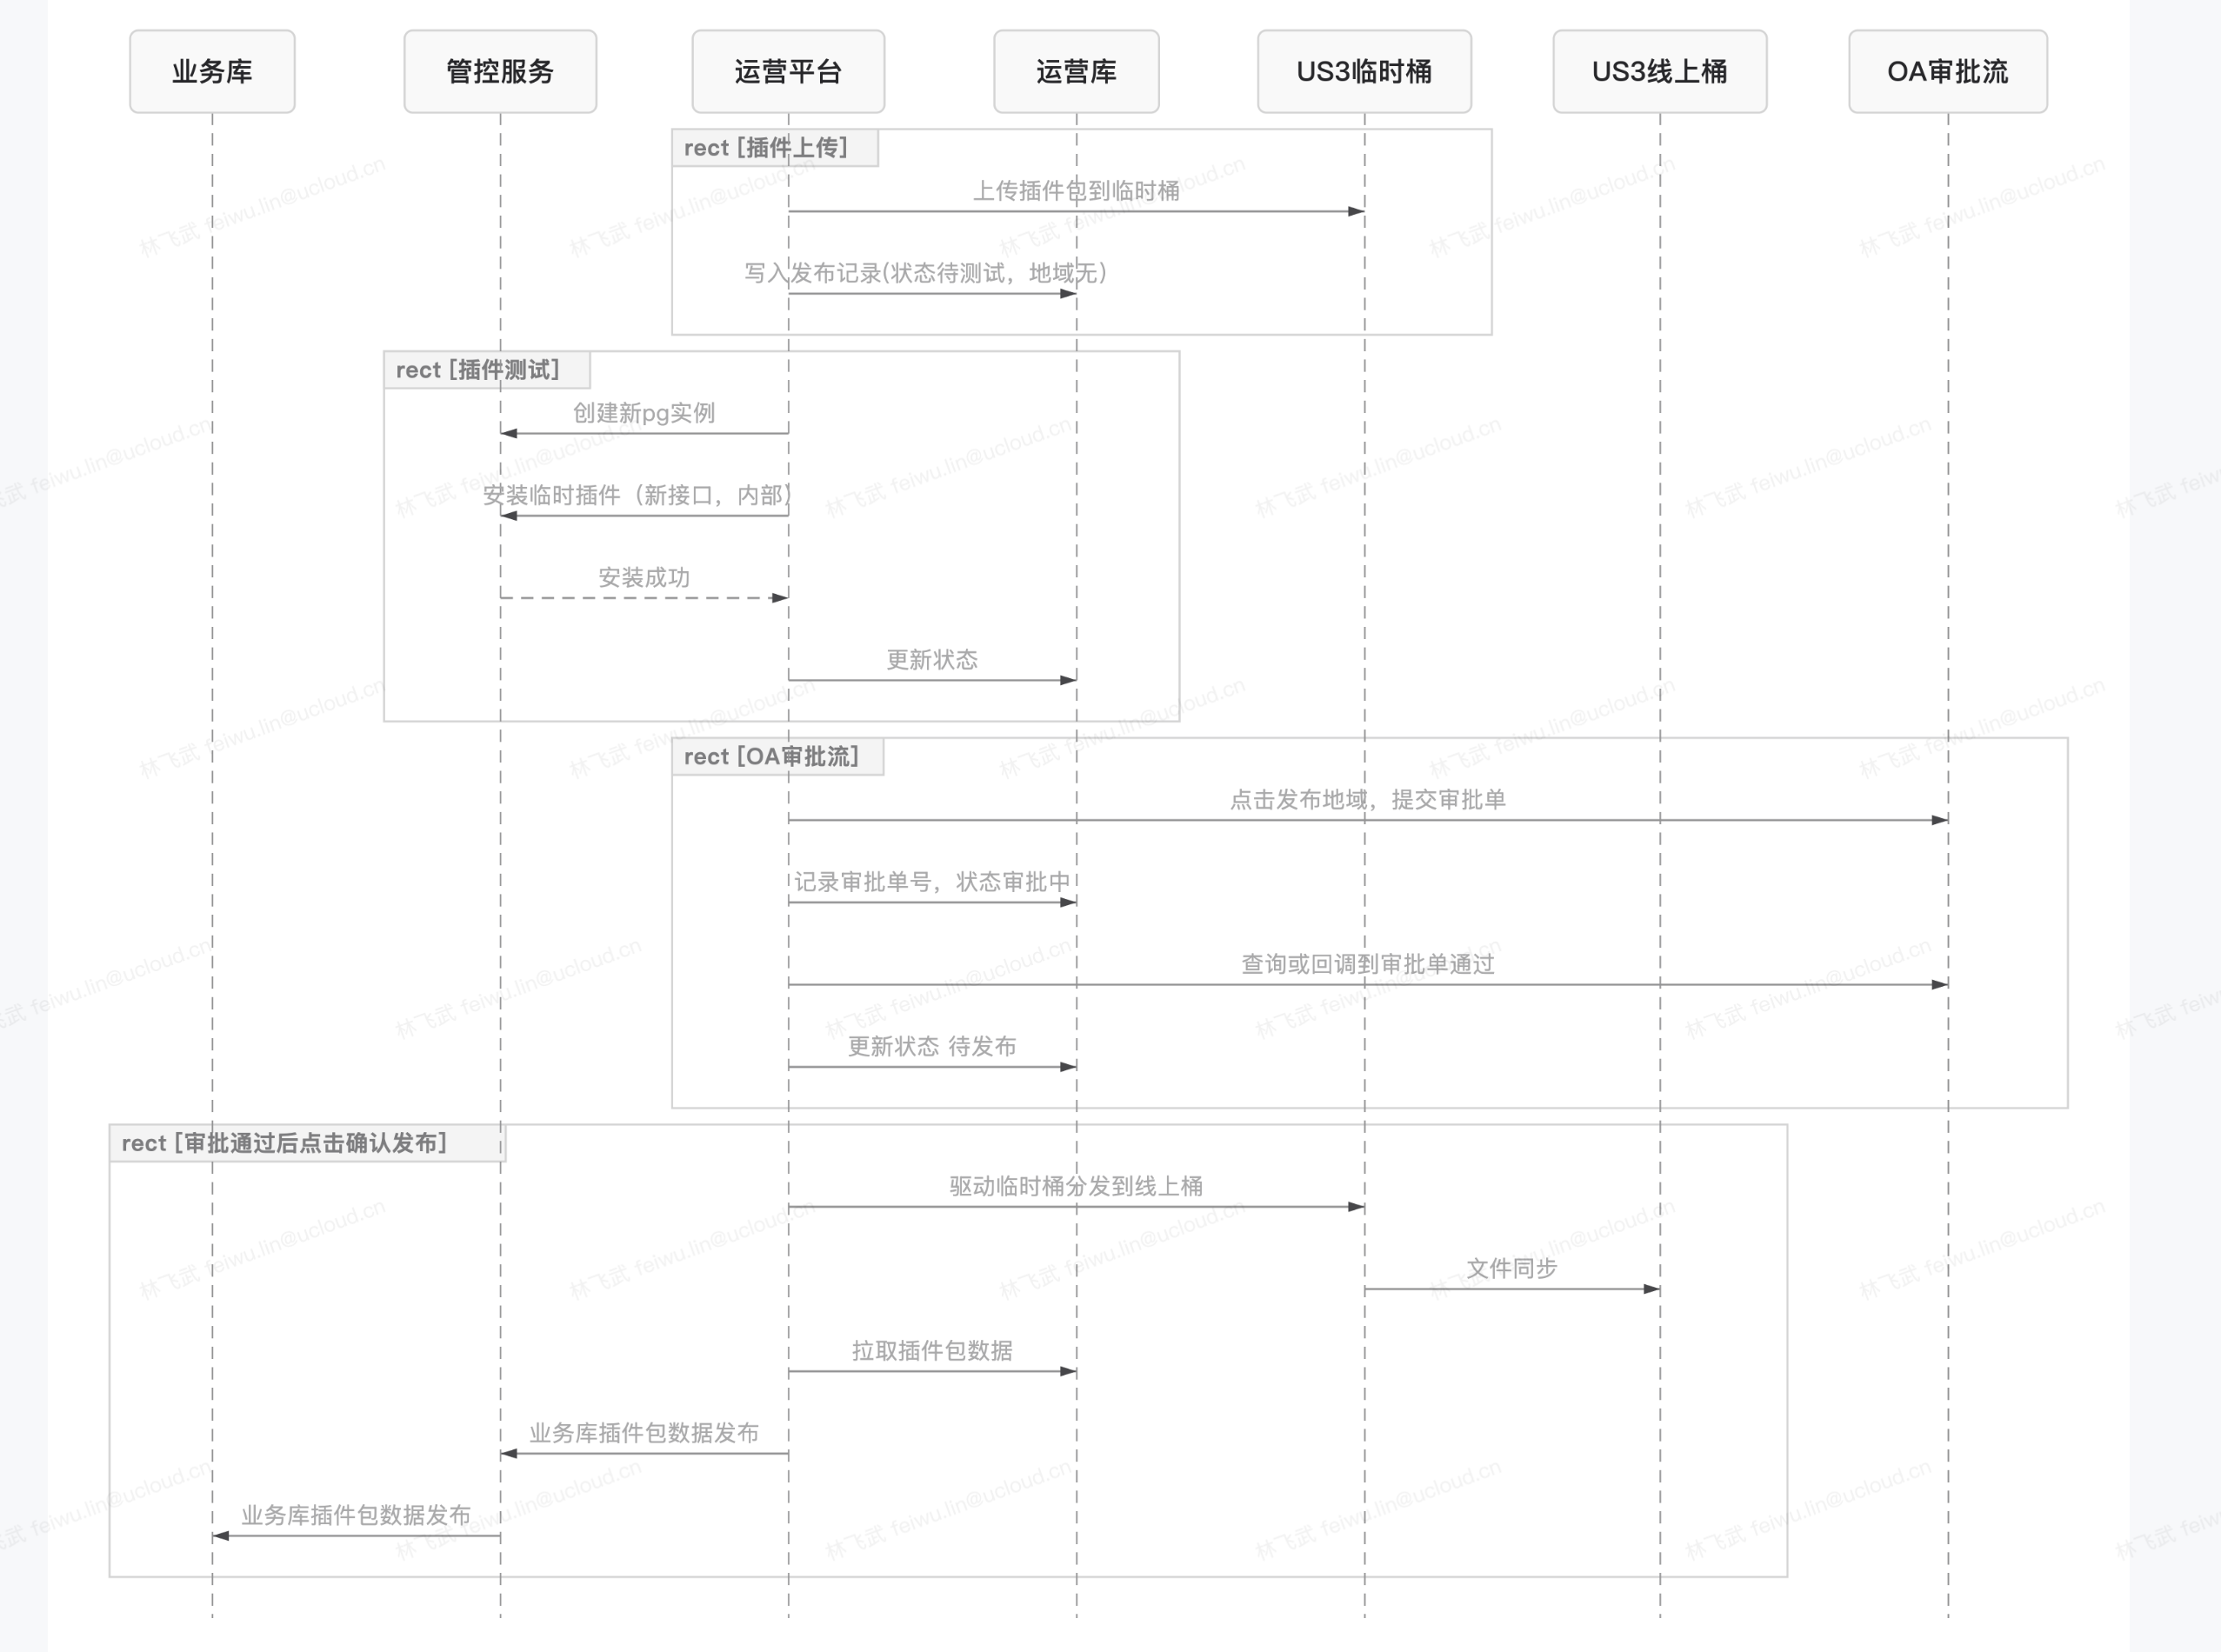 业务库
管控服务
运营平台
运营库
US3临时桶
US3线上桶
OA审批流
rect [插件上传]
上传插件包到临时桶
写入发布记录(状态待测试，地域无)
rect [插件测试]
创建新pg实例
安装临时插件（新接口，内部）
安装成功
更新状态
rect [OA审批流]
点击发布地域，提交审批单
记录审批单号，状态审批中
查询或回调到审批单通过
更新状态 待发布
rect [审批通过后点击确认发布]
驱动临时桶分发到线上桶
文件同步
拉取插件包数据
业务库插件包数据发布
业务库插件包数据发布
林飞武 feiwu.lin@ucloud.cn